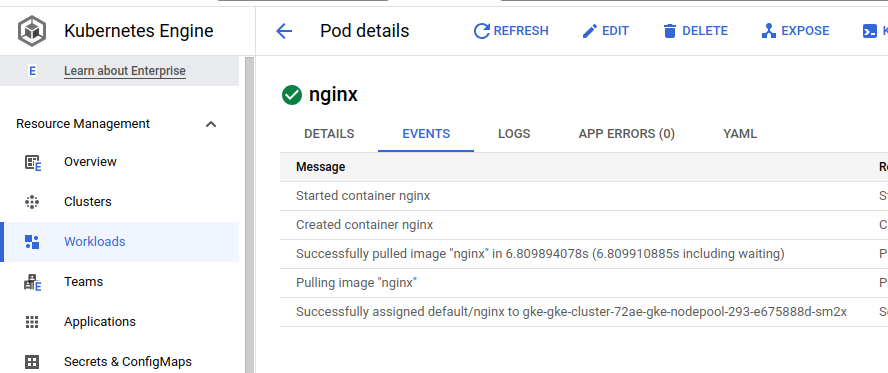 Kubernetes Engine
Pod details
REFRESH
EDIT
DELETE
EXPOSE
K
E
Learn about Enterprise
Resource Management
Overview
Clusters
Workloads
Teams
Applications
Secrets & ConfigMaps
nginx
DETAILS
EVENTS
LOGS
APP ERRORS (0)
YAML
Message
Started container nginx
Created container nginx
Successfully pulled image "nginx" in 6.809894078s (6.809910885s including waiting)
Pulling image "nginx"
Successfully assigned default/nginx to gke-gke-cluster-72ae-gke-nodepool-293-e675888d-sm2x